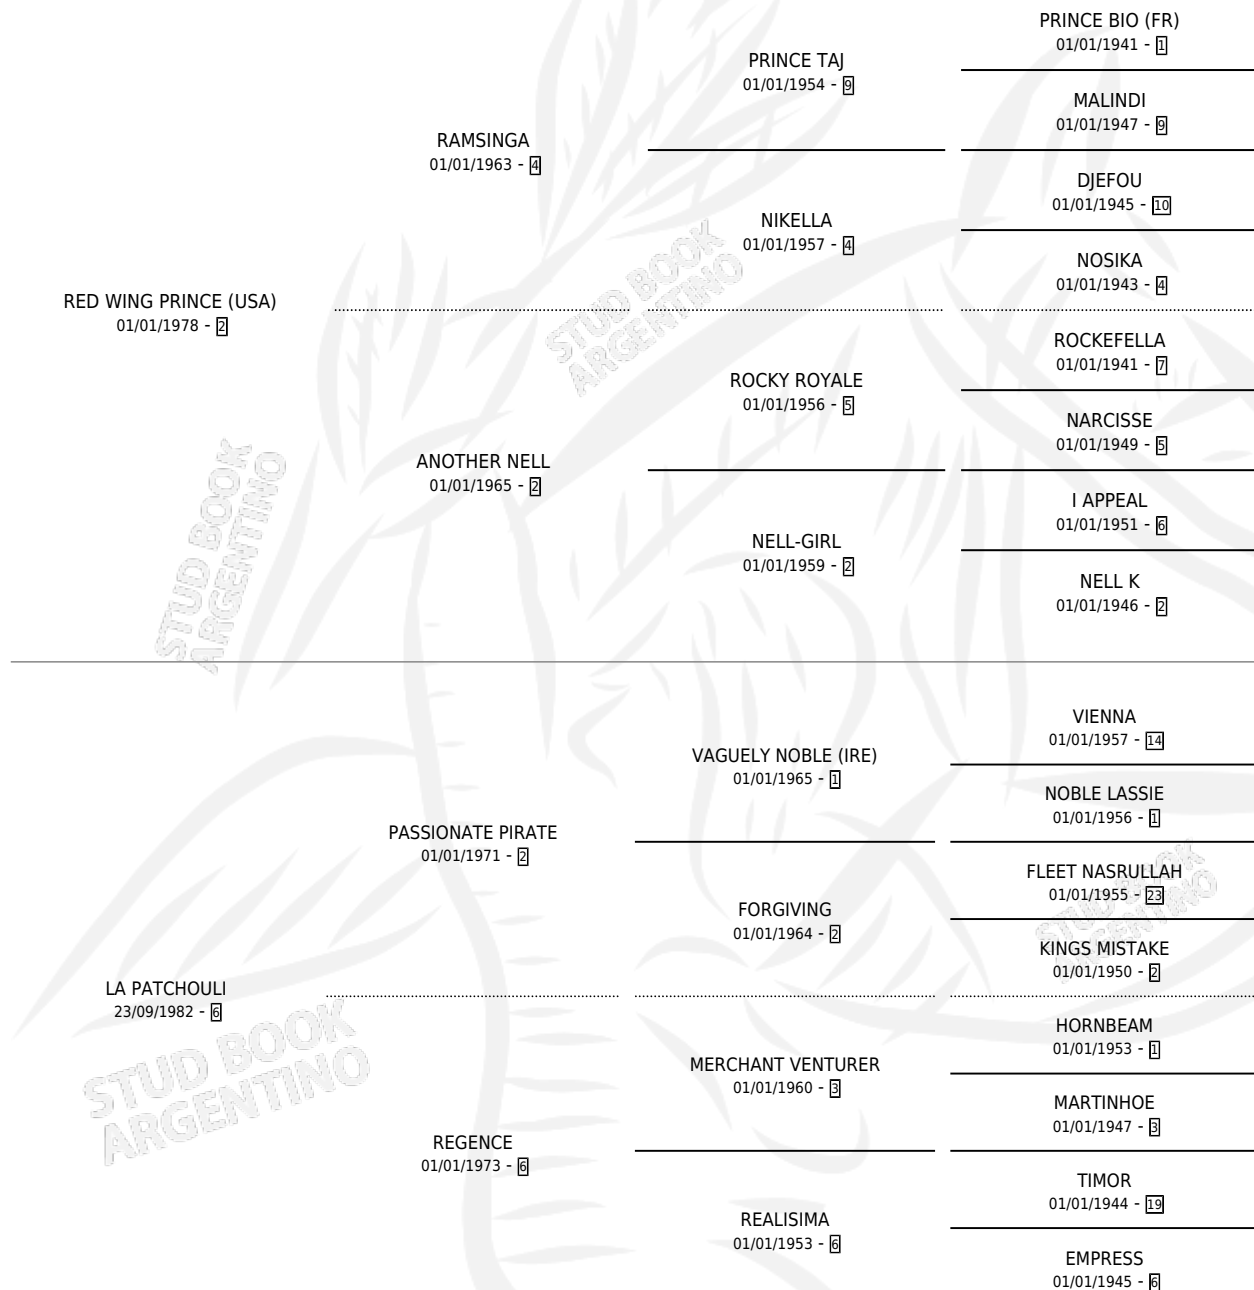 PRINCE BIO (FR)
01/01/1941 - 1
PRINCE TAJ
01/01/1954 - 9
MALINDI
01/01/1947 - 9
RAMSINGA
01/01/1963 - 4
DJEFOU
01/01/1945 - 10
NIKELLA
01/01/1957 - 4
NOSIKA
01/01/1943 - 4
RED WING PRINCE (USA)
01/01/1978 - 2
ROCKEFELLA
01/01/1941 - 7
ROCKY ROYALE
01/01/1956 - 5
NARCISSE
01/01/1949 - 5
ANOTHER NELL
01/01/1965 - 2
I APPEAL
01/01/1951 - 6
NELL-GIRL
01/01/1959 - 2
NELL K
01/01/1946 - 2
VIENNA
01/01/1957 - 14
VAGUELY NOBLE (IRE)
01/01/1965 - 1
NOBLE LASSIE
01/01/1956 - 1
PASSIONATE PIRATE
01/01/1971 - 2
FLEET NASRULLAH
01/01/1955 - 23
FORGIVING
01/01/1964 - 2
KINGS MISTAKE
01/01/1950 - 2
LA PATCHOULI
23/09/1982 - 6
HORNBEAM
01/01/1953 - 1
MERCHANT VENTURER
01/01/1960 - 3
MARTINHOE
01/01/1947 - 3
REGENCE
01/01/1973 - 6
TIMOR
01/01/1944 - 19
REALISIMA
01/01/1953 - 6
EMPRESS
01/01/1945 - 6
STUD BOOK
ARGENTINO
STUD BOOK
ARGENTINO
STUD BOOK
ARGENTINO
STUD BOOK
ARGENTINO